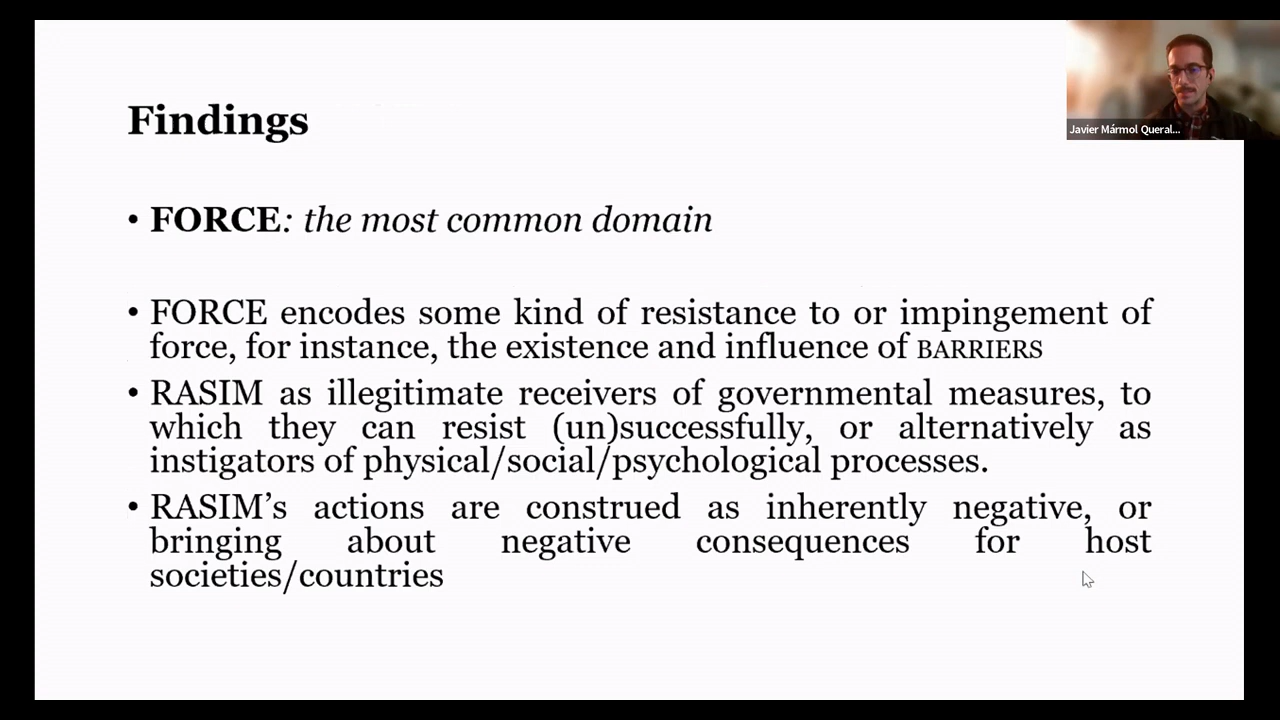 Findings
Javier Mármol Queral...
• FORCE: the most common domain
• FORCE encodes some kind of resistance to or impingement of
force, for instance, the existence and influence of BARRIERS
• RASIM as illegitimate receivers of governmental measures, to
which they can resist (un)successfully, or alternatively as
instigators of physical/social/psychological processes.
• RASIM’s actions are construed as inherently negative, or
bringing about negative consequences for host
societies/countries